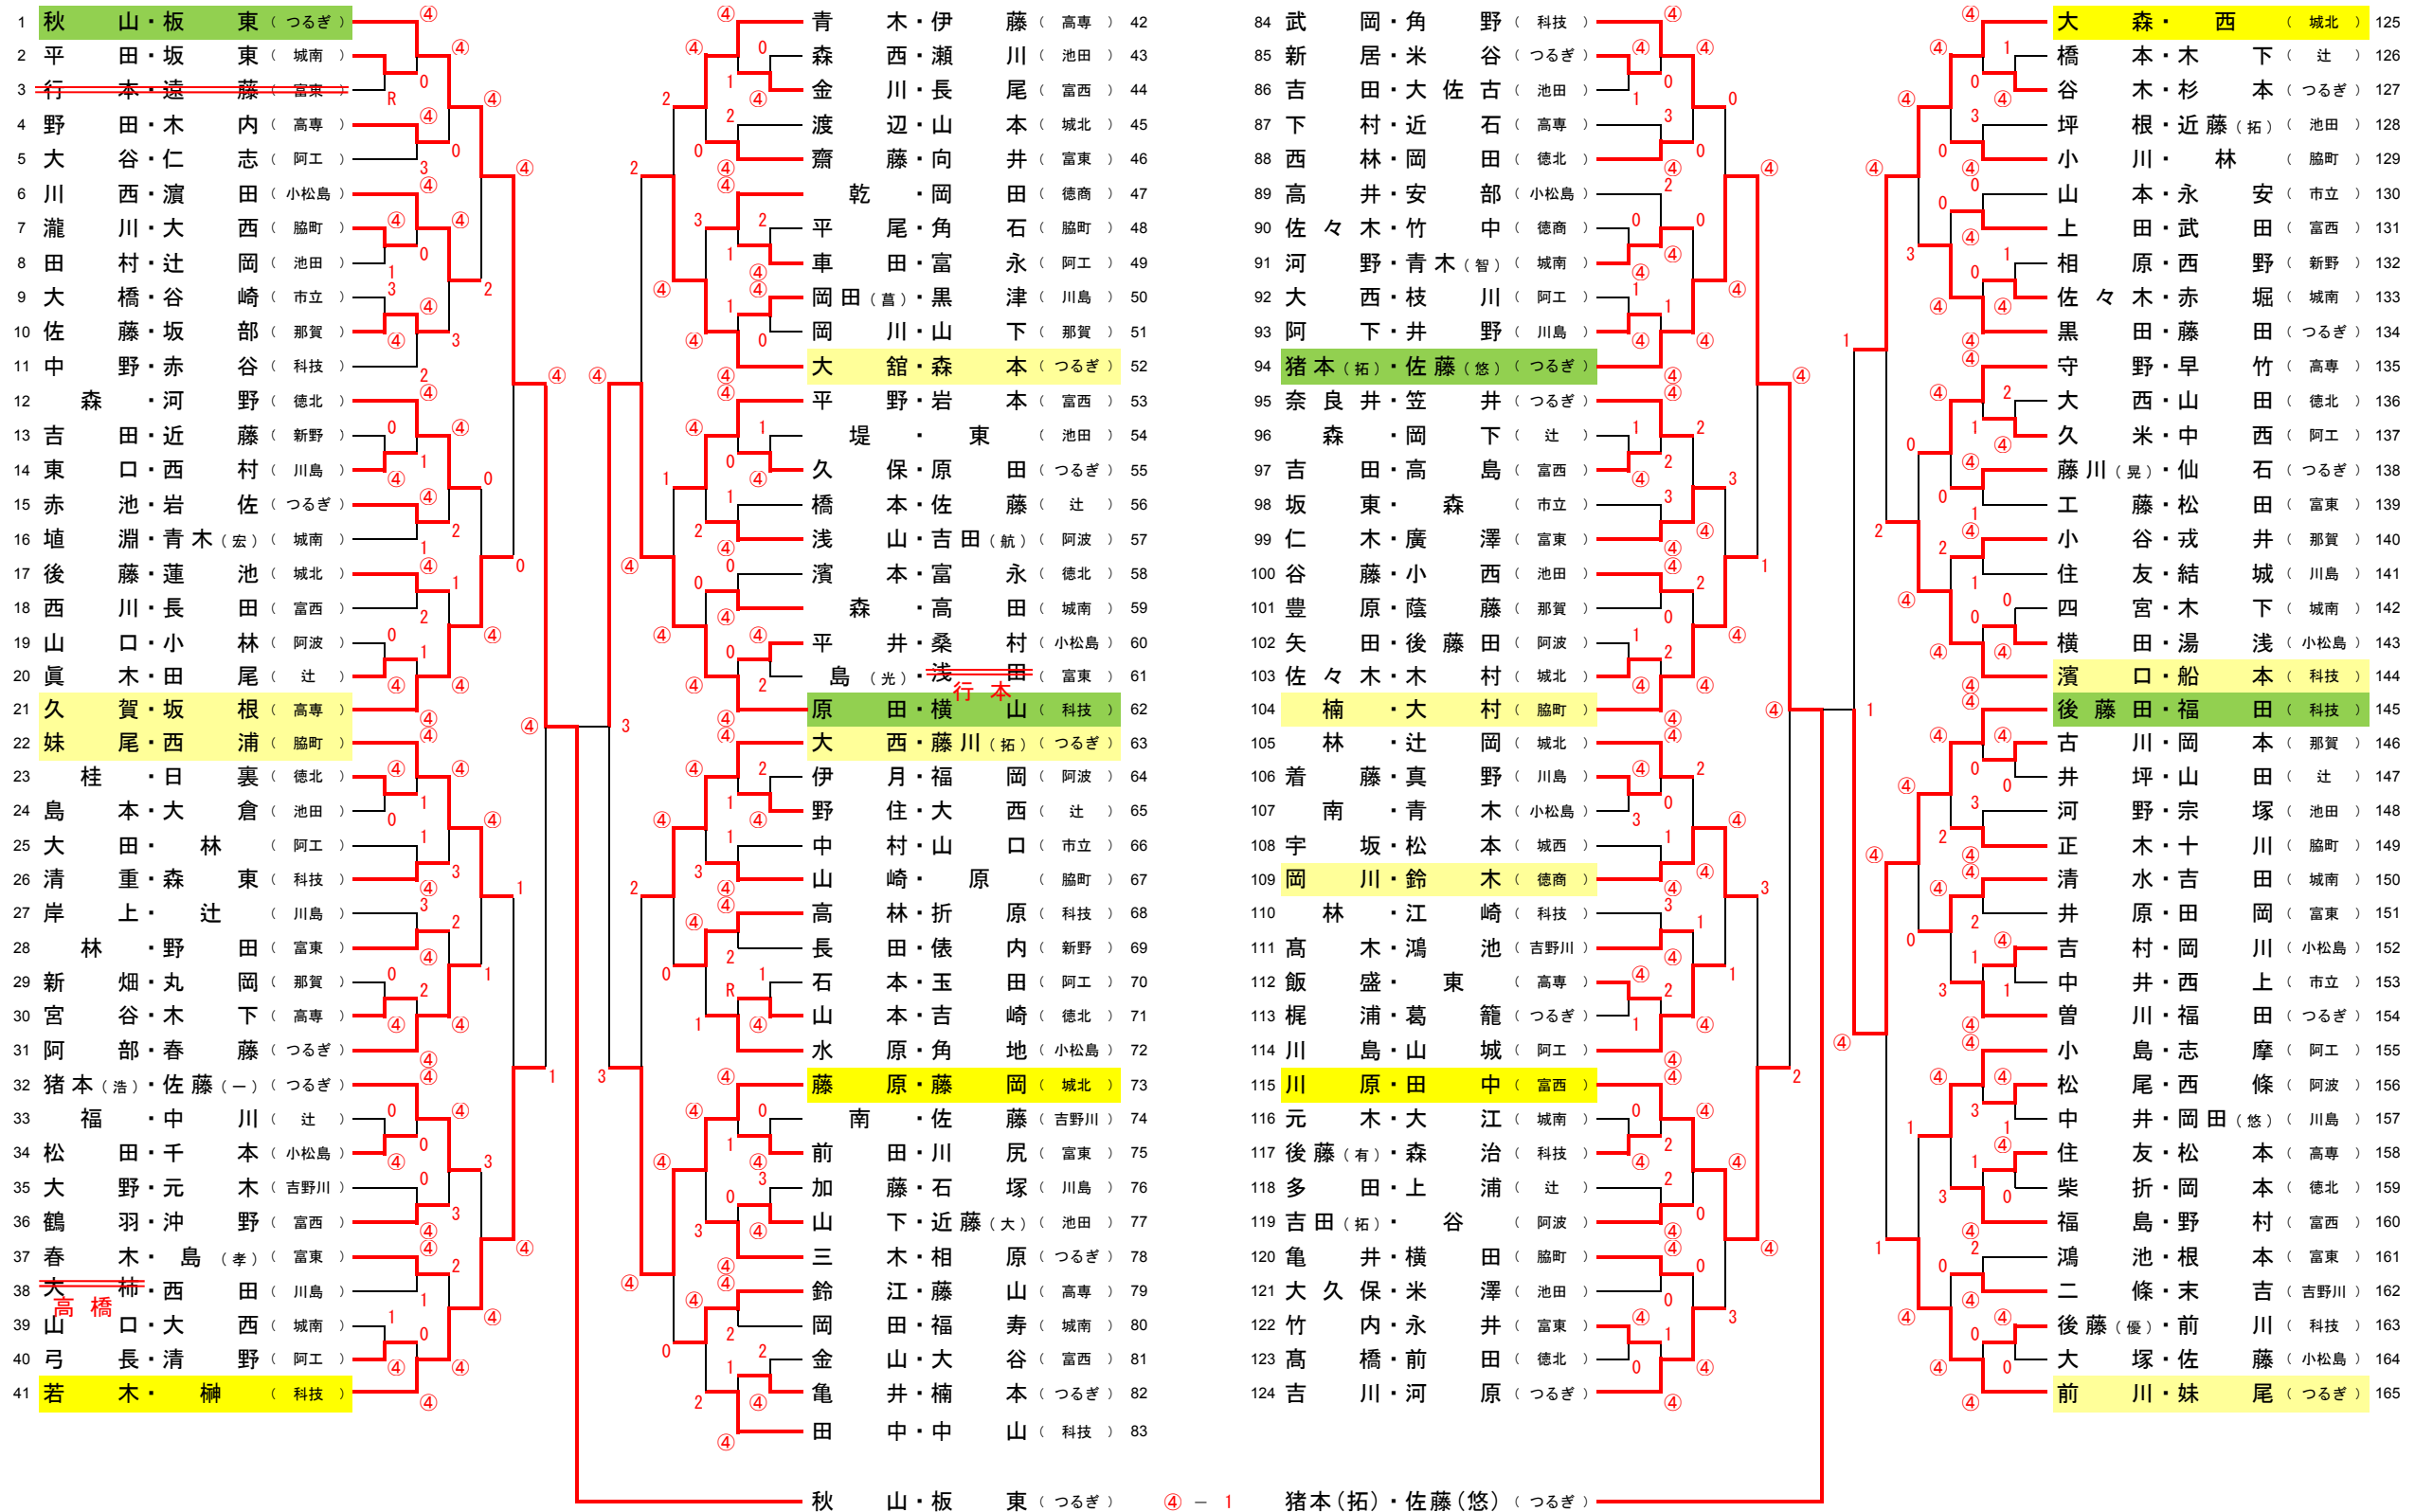 1 秋山・板東（つるぎ）
2 平田・坂東（城南）
3 行本・遠藤（富東）
4 野田・木内（高専）
5 大谷・仁志（阿工）
6 川西・濵田（小松島）
7 瀧川・大西（脇町）
8 田村・辻岡（池田）
9 大橋・谷崎（市立）
10 佐藤・坂部（那賀）
11 中野・赤谷（科技）
12 森・河野（徳北）
13 吉田・近藤（新野）
14 東口・西村（川島）
15 赤池・岩佐（つるぎ）
16 埴淵・青木（宏）（城南）
17 後藤・蓮池（城北）
18 西川・長田（富西）
19 山口・小林（阿波）
20 眞木・田尾（辻）
21 久賀・坂根（高専）
22 妹尾・西浦（脇町）
23 桂・日裏（徳北）
24 島本・大倉（池田）
25 大田・林（阿工）
26 清重・森東（科技）
27 岸上・辻（川島）
28 林・野田（富東）
29 新畑・丸岡（那賀）
30 宮谷・木下（高専）
31 阿部・春藤（つるぎ）
32 猪本（浩）・佐藤（一）（つるぎ）
33 福・中川（辻）
34 松田・千本（小松島）
35 大野・元木（吉野川）
36 鶴羽・沖野（富西）
37 春木・島（孝）（富東）
38 大柿・西田（川島）
高橋
39 山口・大西（城南）
40 弓長・清野（阿工）
41 若木・榊（科技）
青木・伊藤（高専）42
森西・瀬川（池田）43
金川・長尾（富西）44
渡辺・山本（城北）45
齋藤・向井（富東）46
乾・岡田（徳商）47
平尾・角石（脇町）48
車田・富永（阿工）49
岡田（菖）・黒津（川島）50
岡川・山下（那賀）51
大舘・森本（つるぎ）52
平野・岩本（富西）53
堤・東（池田）54
久保・原田（つるぎ）55
橋本・佐藤（辻）56
浅山・吉田（航）（阿波）57
濱本・富永（徳北）58
森・高田（城南）59
平井・桑村（小松島）60
島（光）・浅田（富東）61
行本
原田・横山（科技）62
大西・藤川（拓）（つるぎ）63
伊月・福岡（阿波）64
野住・大西（辻）65
中村・山口（市立）66
山崎・原（脇町）67
高林・折原（科技）68
長田・俵内（新野）69
石本・玉田（阿工）70
山本・吉崎（徳北）71
水原・角地（小松島）72
藤原・藤岡（城北）73
南・佐藤（吉野川）74
前田・川尻（富東）75
加藤・石塚（川島）76
山下・近藤（大）（池田）77
三木・相原（つるぎ）78
鈴江・藤山（高専）79
岡田・福寿（城南）80
金山・大谷（富西）81
亀井・楠本（つるぎ）82
田中・中山（科技）83
84 武岡・角野（科技）
85 新居・米谷（つるぎ）
86 吉田・大佐古（池田）
87 下村・近石（高専）
88 西林・岡田（徳北）
89 高井・安部（小松島）
90 佐々木・竹中（徳商）
91 河野・青木（智）（城南）
92 大西・枝川（阿工）
93 阿下・井野（川島）
94 猪本（拓）・佐藤（悠）（つるぎ）
95 奈良井・笠井（つるぎ）
96 森・岡下（辻）
97 吉田・高島（富西）
98 坂東・森（市立）
99 仁木・廣澤（富東）
100 谷藤・小西（池田）
101 豊原・蔭藤（那賀）
102 矢田・後藤田（阿波）
103 佐々木・木村（城北）
104 楠・大村（脇町）
105 林・辻岡（城北）
106 着藤・真野（川島）
107 南・青木（小松島）
108 宇坂・松本（城西）
109 岡川・鈴木（徳商）
110 林・江崎（科技）
111 髙木・鴻池（吉野川）
112 飯盛・東（高専）
113 梶浦・葛籠（つるぎ）
114 川島・山城（阿工）
115 川原・田中（富西）
116 元木・大江（城南）
117 後藤（有）・森治（科技）
118 多田・上浦（辻）
119 吉田（拓）・谷（阿波）
120 亀井・横田（脇町）
121 大久保・米澤（池田）
122 竹内・永井（富東）
123 髙橋・前田（徳北）
124 吉川・河原（つるぎ）
大森・西（城北）125
橋本・木下（辻）126
谷木・杉本（つるぎ）127
坪根・近藤（拓）（池田）128
小川・林（脇町）129
山本・永安（市立）130
上田・武田（富西）131
相原・西野（新野）132
佐々木・赤堀（城南）133
黒田・藤田（つるぎ）134
守野・早竹（高専）135
大西・山田（徳北）136
久米・中西（阿工）137
藤川（晃）・仙石（つるぎ）138
工藤・松田（富東）139
小谷・戎井（那賀）140
住友・結城（川島）141
四宮・木下（城南）142
横田・湯浅（小松島）143
濱口・船本（科技）144
後藤田・福田（科技）145
古川・岡本（那賀）146
井坪・山田（辻）147
河野・宗塚（池田）148
正木・十川（脇町）149
清水・吉田（城南）150
井原・田岡（富東）151
吉村・岡川（小松島）152
中井・西上（市立）153
曽川・福田（つるぎ）154
小島・志摩（阿工）155
松尾・西條（阿波）156
中井・岡田（悠）（川島）157
住友・松本（高専）158
柴折・岡本（徳北）159
福島・野村（富西）160
鴻池・根本（富東）161
二條・末吉（吉野川）162
後藤（優）・前川（科技）163
大塚・佐藤（小松島）164
前川・妹尾（つるぎ）165
秋山・板東（つるぎ） ④ － 1 猪本（拓）・佐藤（悠）（つるぎ）